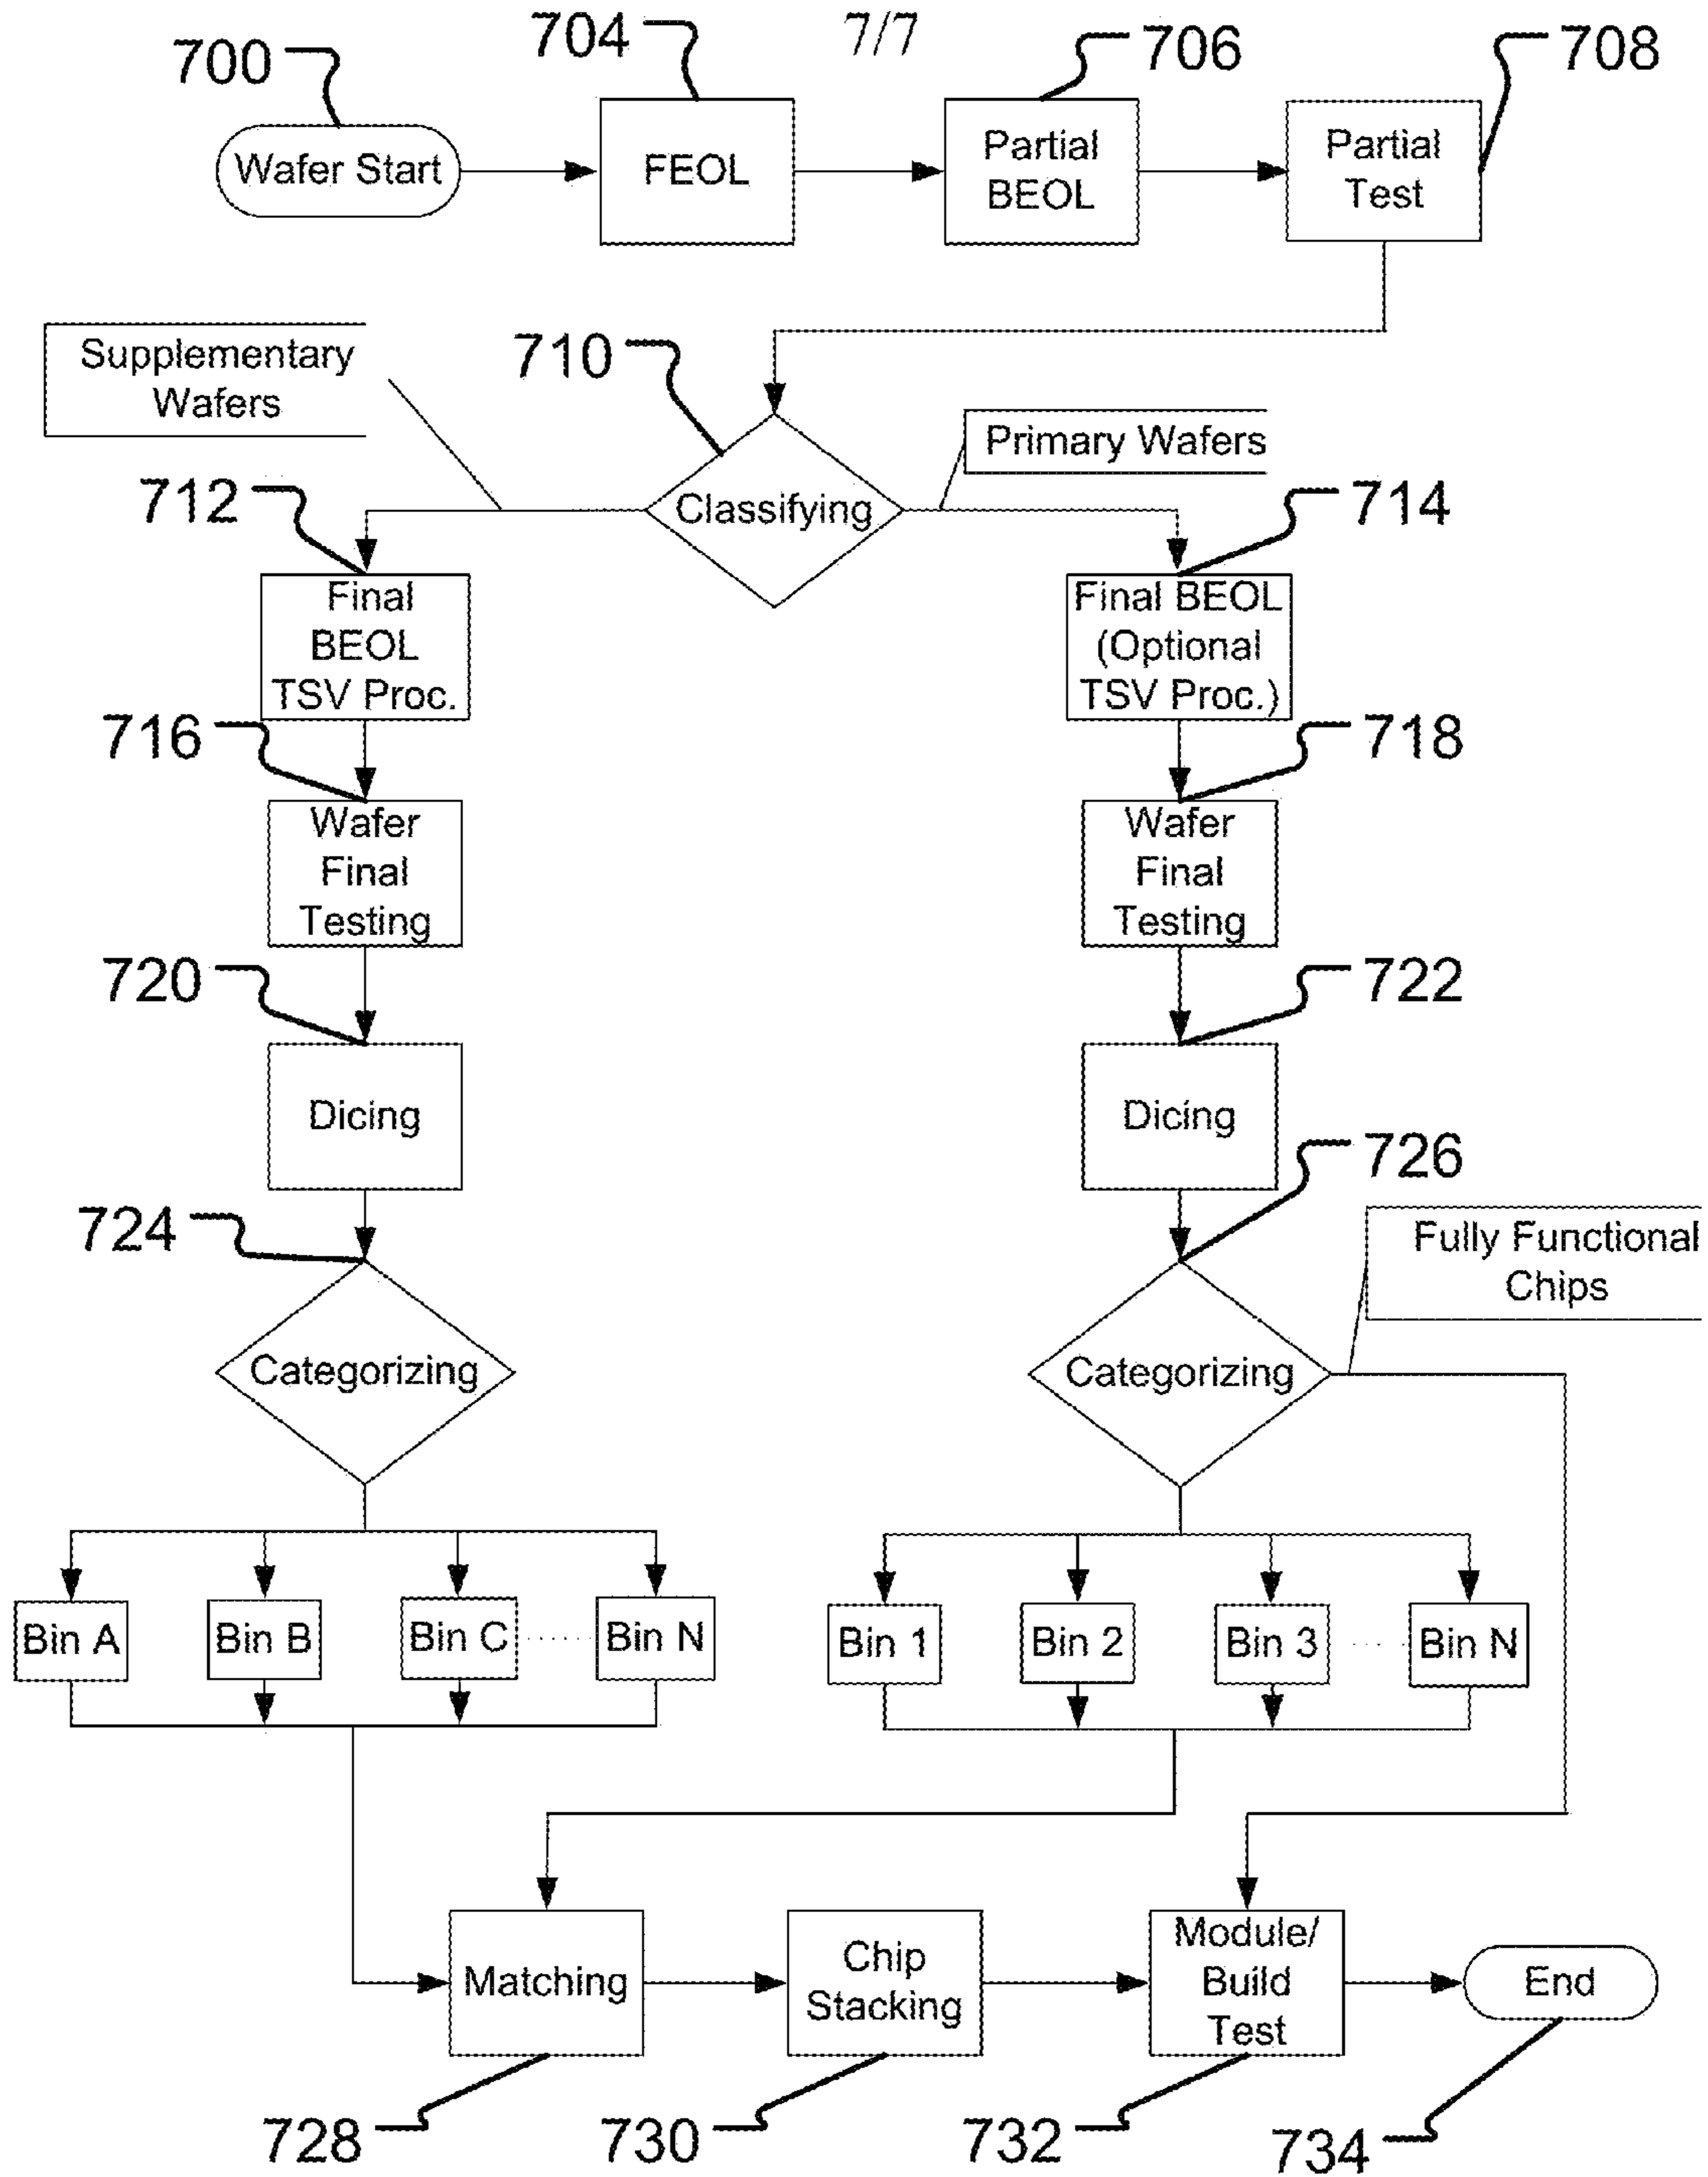 7/7
700
704
706
708
Wafer Start
FEOL
Partial
BEOL
Partial
Test
Supplementary
Wafers
710
Primary Wafers
Classifying
712
714
Final
BEOL
TSV Proc.
Final BEOL
(Optional
TSV Proc.)
716
718
Wafer
Final
Testing
Wafer
Final
Testing
720
722
Dicing
Dicing
724
726
Fully Functional
Chips
Categorizing
Categorizing
Bin A
Bin B
Bin C
Bin N
Bin 1
Bin 2
Bin 3
Bin N
Matching
Chip
Stacking
Module/
Build
Test
End
728
730
732
734